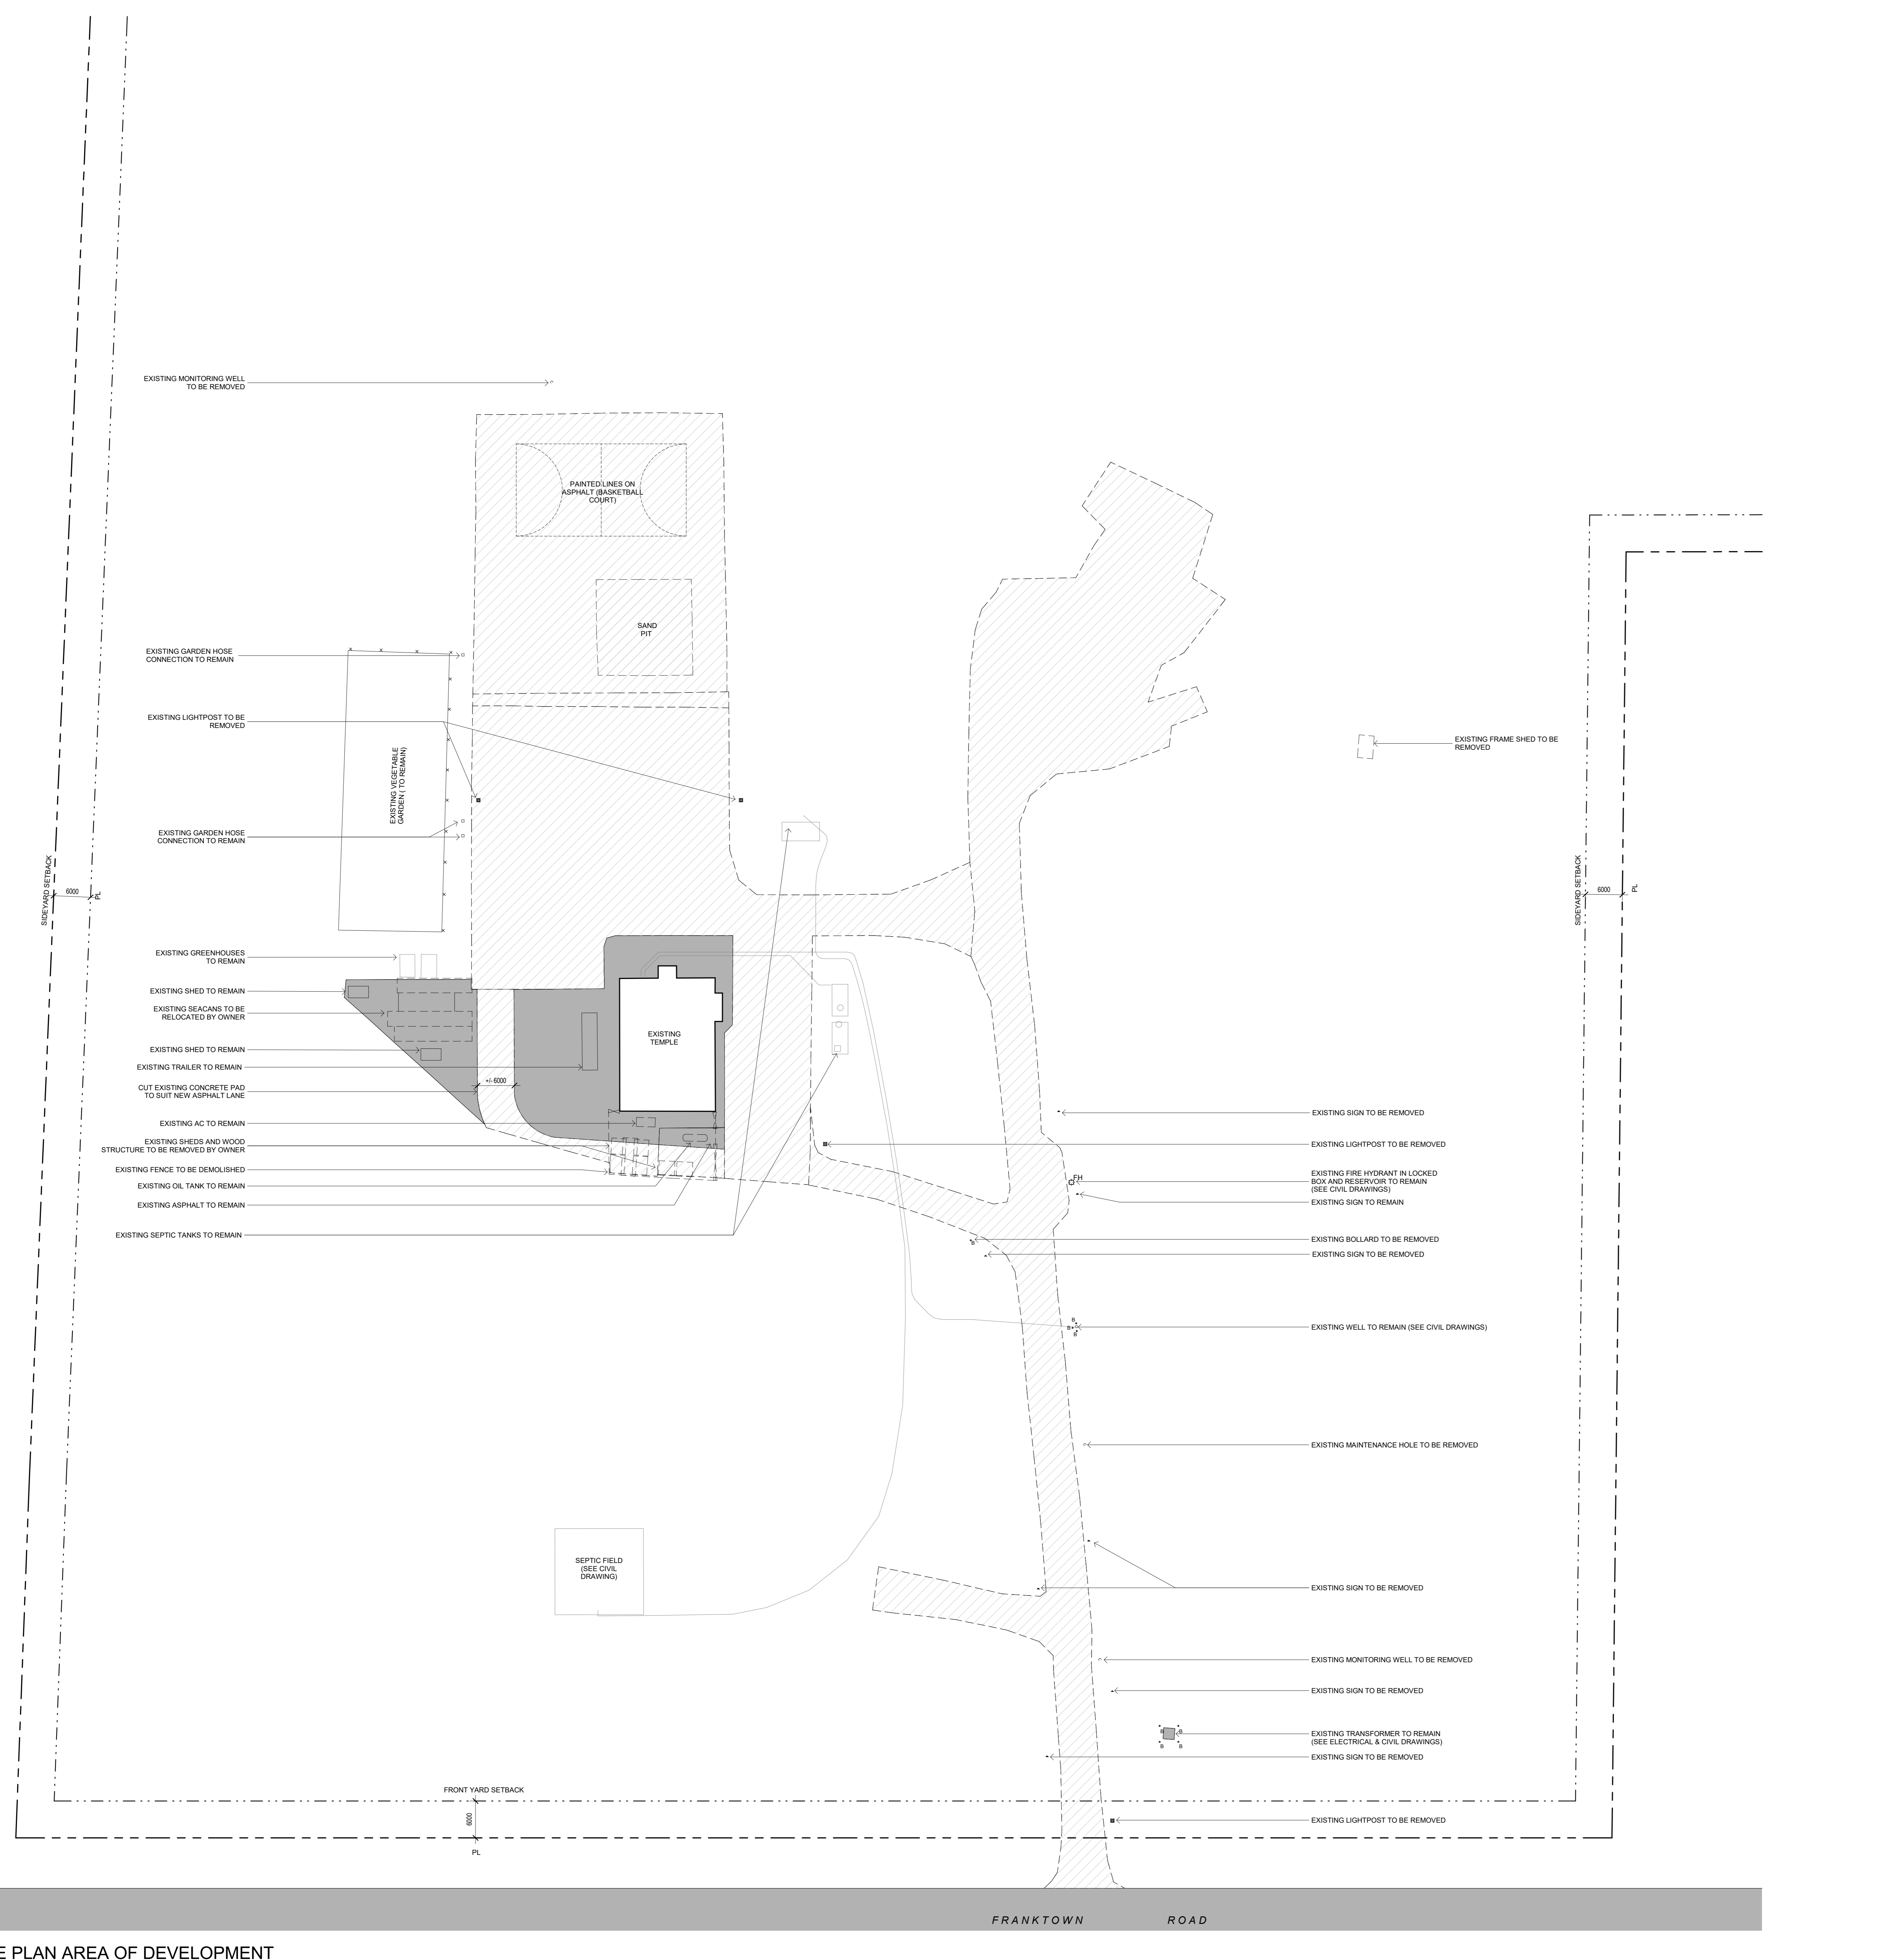 EXISTING MONITORING WELL
TO BE REMOVED
PAINTED LINES ON
ASPHALT (BASKETBALL
COURT)
SAND
PIT
EXISTING GARDEN HOSE
CONNECTION TO REMAIN
EXISTING LIGHTPOST TO BE
REMOVED
EXISTING VEGETABLE
GARDEN ( TO REMAIN)
EXISTING FRAME SHED TO BE
REMOVED
EXISTING GARDEN HOSE
CONNECTION TO REMAIN
SIDEYARD SETBACK
6000
PL
SIDEYARD SETBACK
6000
PL
EXISTING GREENHOUSES
TO REMAIN
EXISTING SHED TO REMAIN
EXISTING SEACANS TO BE
RELOCATED BY OWNER
EXISTING SHED TO REMAIN
EXISTING TRAILER TO REMAIN
CUT EXISTING CONCRETE PAD
TO SUIT NEW ASPHALT LANE
EXISTING AC TO REMAIN
EXISTING SHEDS AND WOOD
STRUCTURE TO BE REMOVED BY OWNER
EXISTING FENCE TO BE DEMOLISHED
EXISTING OIL TANK TO REMAIN
EXISTING ASPHALT TO REMAIN
EXISTING SEPTIC TANKS TO REMAIN
+/- 6000
EXISTING
TEMPLE
EXISTING SIGN TO BE REMOVED
EXISTING LIGHTPOST TO BE REMOVED
FH
EXISTING FIRE HYDRANT IN LOCKED
BOX AND RESERVOIR TO REMAIN
(SEE CIVIL DRAWINGS)
EXISTING SIGN TO REMAIN
B
EXISTING BOLLARD TO BE REMOVED
EXISTING SIGN TO BE REMOVED
B
B
B
EXISTING WELL TO REMAIN (SEE CIVIL DRAWINGS)
EXISTING MAINTENANCE HOLE TO BE REMOVED
SEPTIC FIELD
(SEE CIVIL
DRAWING)
EXISTING SIGN TO BE REMOVED
EXISTING MONITORING WELL TO BE REMOVED
EXISTING SIGN TO BE REMOVED
B B
B B
EXISTING TRANSFORMER TO REMAIN
(SEE ELECTRICAL & CIVIL DRAWINGS)
EXISTING SIGN TO BE REMOVED
FRONT YARD SETBACK
6000
PL
EXISTING LIGHTPOST TO BE REMOVED
FRANKTOWN ROAD
E PLAN AREA OF DEVELOPMENT